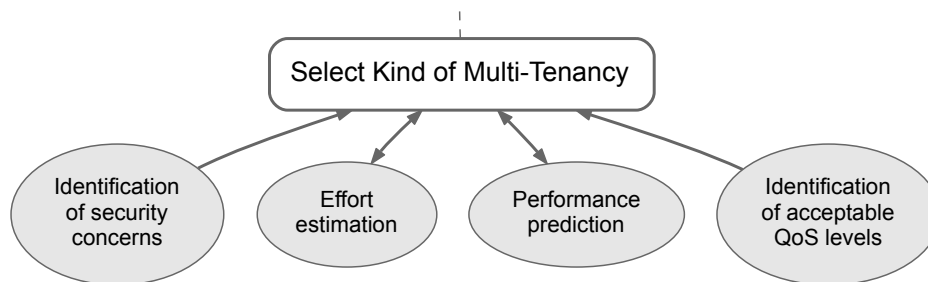 Select Kind of Multi-Tenancy
Identification
of security
concerns
Effort
estimation
Performance
prediction
Identification
of acceptable
QoS levels